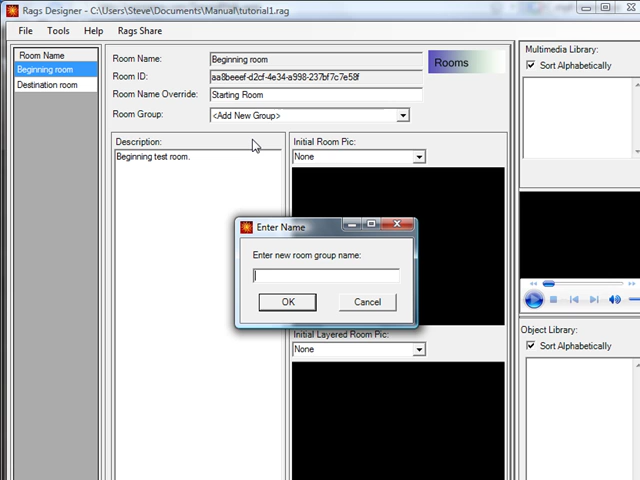 Rags Designer - C:\Users\Steve\Documents\Manual\tutorial1.rag
File Tools Help Rags Share
Room Name
Beginning room
Destination room
Room Name: Beginning room
Room ID: aa8beeef-d2cf-4e34-a998-237bf7c7e58f
Room Name Override: Starting Room
Room Group: <Add New Group>
Rooms
Description:
Beginning test room.
Initial Room Pic:
None
Enter Name
Enter new room group name:
OK Cancel
Initial Layered Room Pic:
None
Multimedia Library:
Sort Alphabetically
Object Library:
Sort Alphabetically